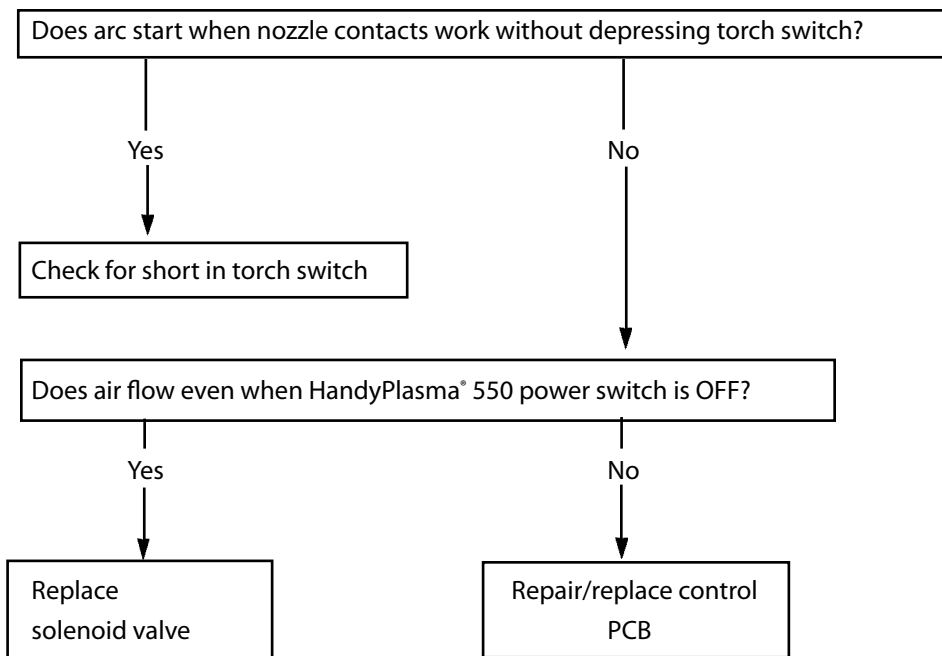 Does arc start when nozzle contacts work without depressing torch switch?
Yes
No
Check for short in torch switch
Does air flow even when HandyPlasma® 550 power switch is OFF?
Yes
No
Replace
solenoid valve
Repair/replace control
PCB